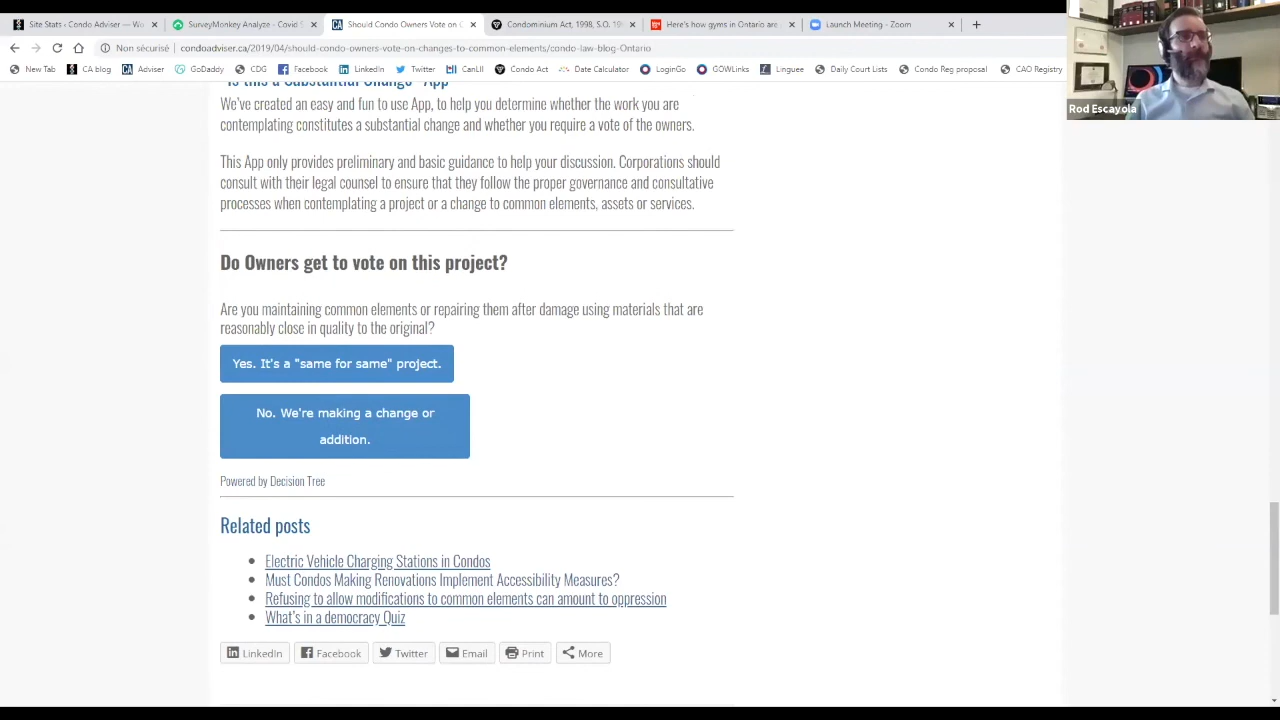 Site Stats ‹ Condo Adviser — Wo
SurveyMonkey Analyze - Covid S
Should Condo Owners Vote on C
Condominium Act, 1998, S.O. 19
Here's how gyms in Ontario are
Launch Meeting - Zoom
Non sécurisé | condoadviser.ca/2019/04/should-condo-owners-vote-on-changes-to-common-elements/condo-law-blog-Ontario
New Tab CA blog Adviser GoDaddy CDG Facebook LinkedIn Twitter CanLII Condo Act Date Calculator LoginGo GOWLinks Linguee Daily Court Lists Condo Reg proposal CAO Registry
Rod Escayola
"Is this a Substantial Change" App
We've created an easy and fun to use App, to help you determine whether the work you are
contemplating constitutes a substantial change and whether you require a vote of the owners.
This App only provides preliminary and basic guidance to help your discussion. Corporations should
consult with their legal counsel to ensure that they follow the proper governance and consultative
processes when contemplating a project or a change to common elements, assets or services.
Do Owners get to vote on this project?
Are you maintaining common elements or repairing them after damage using materials that are
reasonably close in quality to the original?
Yes. It's a "same for same" project.
No. We're making a change or
addition.
Powered by Decision Tree
Related posts
Electric Vehicle Charging Stations in Condos
Must Condos Making Renovations Implement Accessibility Measures?
Refusing to allow modifications to common elements can amount to oppression
What's in a democracy Quiz
LinkedIn Facebook Twitter Email Print More